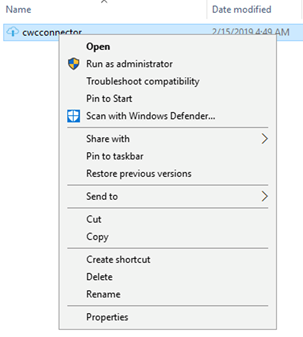 Name Date modified
cwcconnector 2/15/2019 4:49 AM
Open
Run as administrator
Troubleshoot compatibility
Pin to Start
Scan with Windows Defender...
Share with
Pin to taskbar
Restore previous versions
Send to
Cut
Copy
Create shortcut
Delete
Rename
Properties